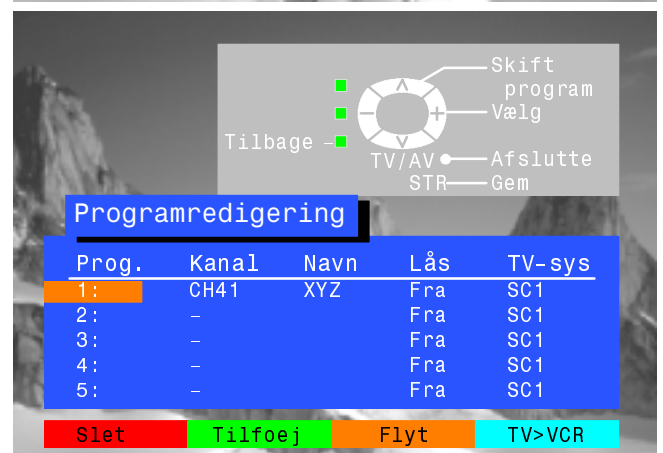 Skift
program
Vælg
Tilbage
TV/AV Afslutte
STR Gem
Programredigering
Prog. Kanal Navn Lås TV-sys
1: CH41 XYZ Fra SC1
2: – Fra SC1
3: – Fra SC1
4: – Fra SC1
5: – Fra SC1
Slet Tilfoej Flyt TV>VCR